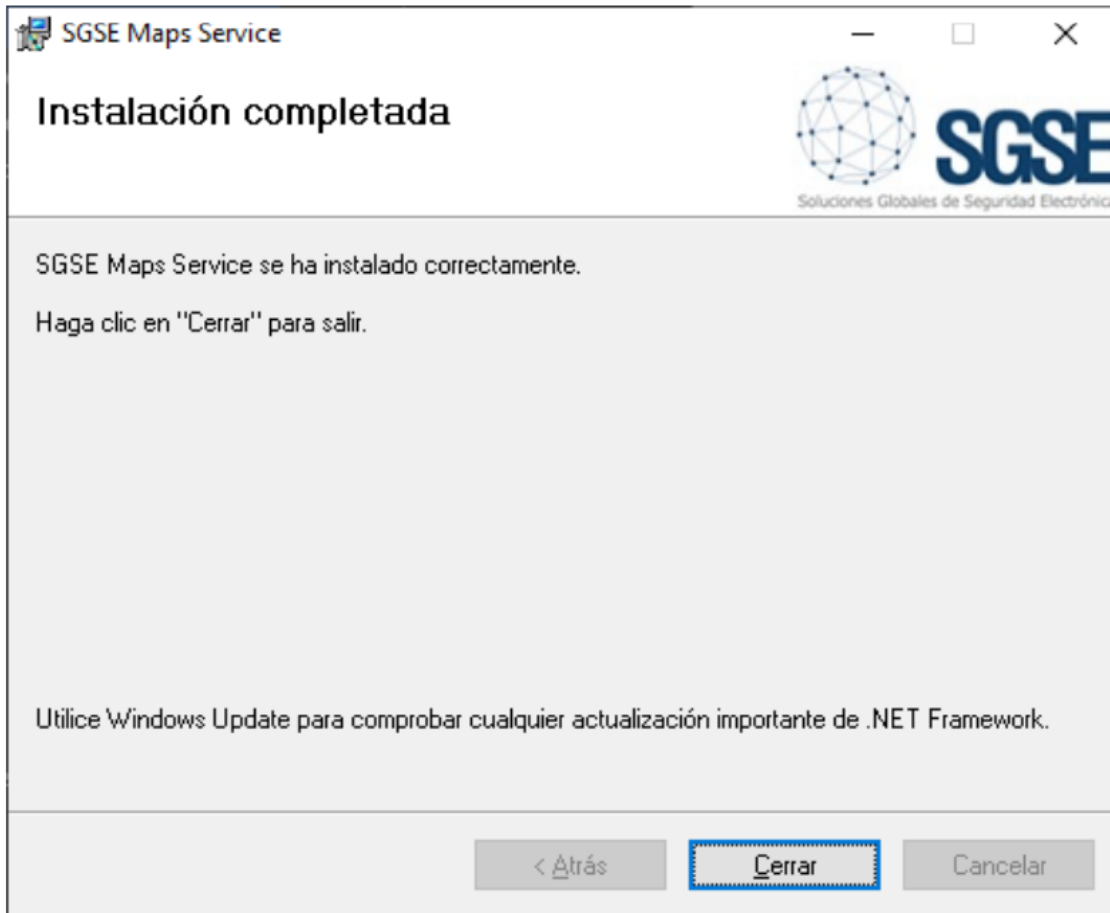 SGSE Maps Service
Instalación completada
SGSE
Soluciones Globales de Seguridad Electrónica
SGSE Maps Service se ha instalado correctamente.
Haga clic en "Cerrar" para salir.
Utilice Windows Update para comprobar cualquier actualización importante de .NET Framework.
< Atrás
Cerrar
Cancelar